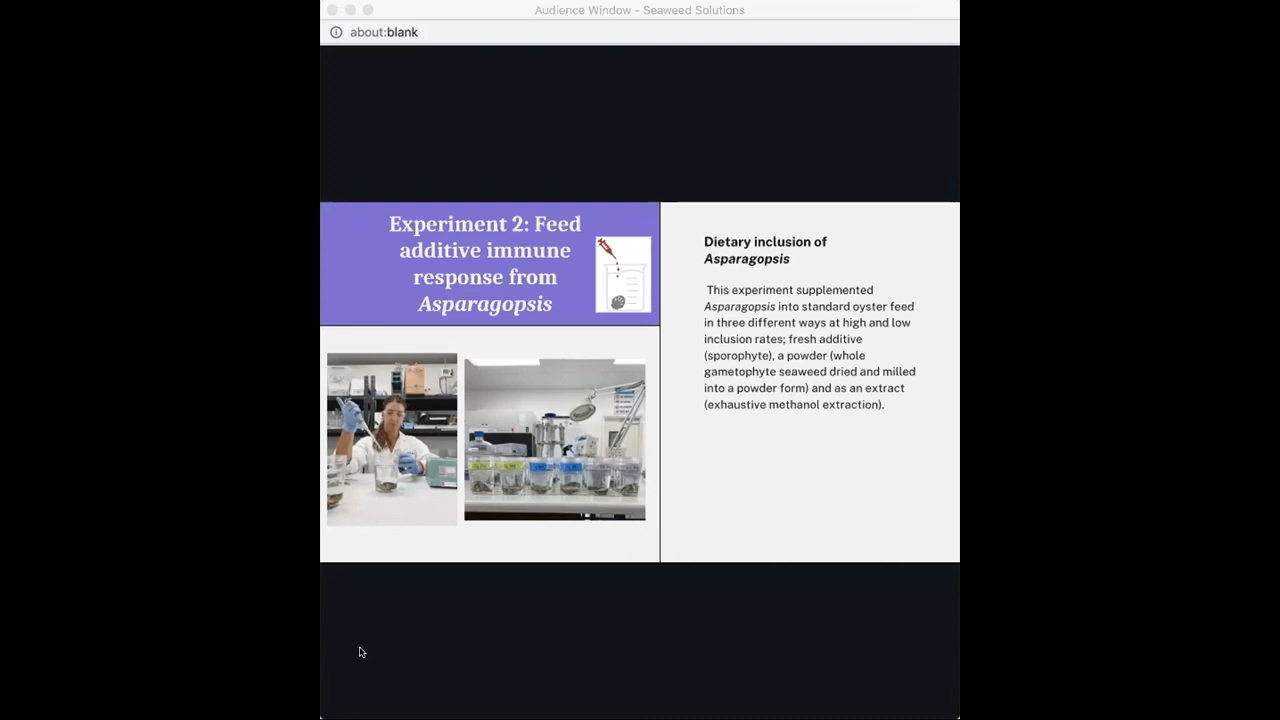 Audience Window - Seaweed Solutions
about:blank
Experiment 2: Feed
additive immune
response from
Asparagopsis
Dietary inclusion of
Asparagopsis
This experiment supplemented
Asparagopsis into standard oyster feed
in three different ways at high and low
inclusion rates; fresh additive
(sporophyte), a powder (whole
gametophyte seaweed dried and milled
into a powder form) and as an extract
(exhaustive methanol extraction).